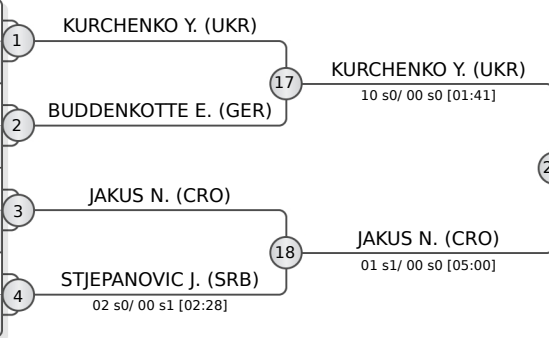 KURCHENKO Y. (UKR)
1
17
KURCHENKO Y. (UKR)
10 s0/ 00 s0 [01:41]
BUDDENKOTTE E. (GER)
2
JAKUS N. (CRO)
3
18
JAKUS N. (CRO)
01 s1/ 00 s0 [05:00]
STJEPANOVIC J. (SRB)
4
02 s0/ 00 s1 [02:28]